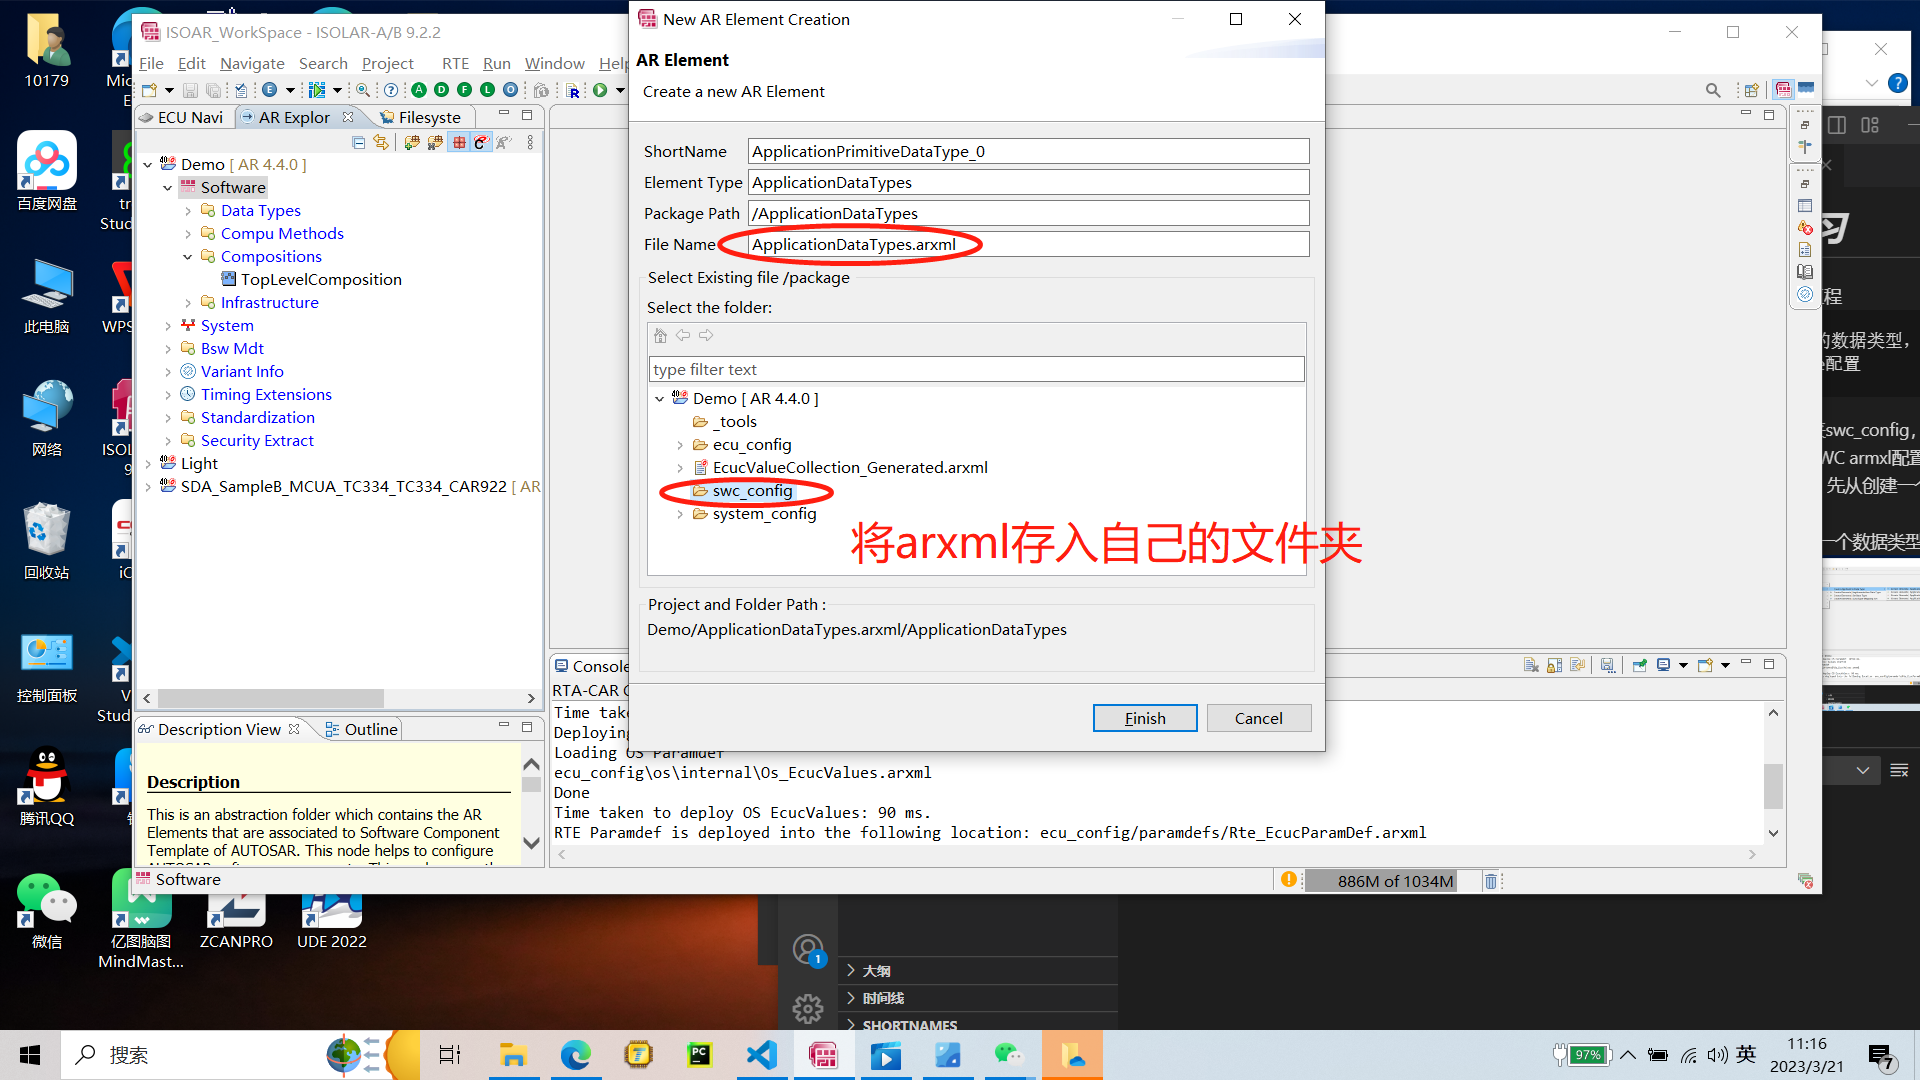 New AR Element Creation
AR Element
Create a new AR Element
ShortName
ApplicationPrimitiveDataType_0
Element Type
ApplicationDataTypes
Package Path
/ApplicationDataTypes
File Name
ApplicationDataTypes.arxml
Select Existing file /package
Select the folder:
type filter text
Demo [ AR 4.4.0 ]
_tools
ecu_config
EcucValueCollection_Generated.arxml
swc_config
system_config
将arxml存入自己的文件夹
Project and Folder Path :
Demo/ApplicationDataTypes.arxml/ApplicationDataTypes
Finish
Cancel
ISOAR_WorkSpace - ISOLAR-A/B 9.2.2
File Edit Navigate Search Project RTE Run Window Help
ECU Navi
AR Explor
Filesyste
Demo [ AR 4.4.0 ]
Software
Data Types
Compu Methods
Compositions
TopLevelComposition
Infrastructure
System
Bsw Mdt
Variant Info
Timing Extensions
Standardization
Security Extract
Light
SDA_SampleB_MCUA_TC334_TC334_CAR922 [ AR
Description View
Outline
Description
This is an abstraction folder which contains the AR
Elements that are associated to Software Component
Template of AUTOSAR. This node helps to configure
Software
Console
RTA-CAR
Time tak
Deploying
Loading OS Paramdef
ecu_config\os\internal\Os_EcucValues.arxml
Done
Time taken to deploy OS EcucValues: 90 ms.
RTE Paramdef is deployed into the following location: ecu_config/paramdefs/Rte_EcucParamDef.arxml
886M of 1034M
10179
百度网盘
此电脑
WPS
网络
ISOL
9
回收站
控制面板
Stud
腾讯QQ
微信
亿图脑图
MindMast...
ZCANPRO
UDE 2022
习
程
的数据类型，
配置
swc_config，
WC armxl配置
先从创建一个
一个数据类型
大纲
时间线
SHORTNAMES
1
搜索
97%
英
11:16
2023/3/21
7